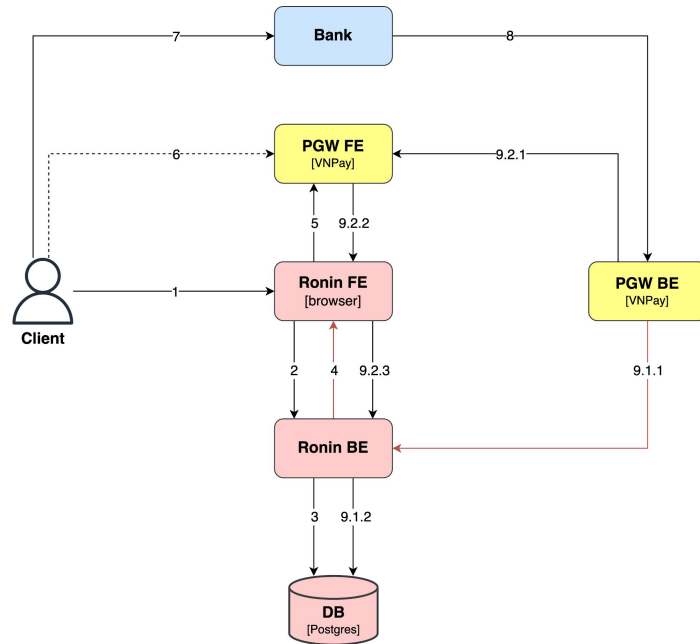 Bank
7
8
PGW FE
[VNPay]
6
9.2.1
5
9.2.2
Ronin FE
[browser]
PGW BE
[VNPay]
1
Client
2
4
9.2.3
9.1.1
Ronin BE
3
9.1.2
DB
[Postgres]